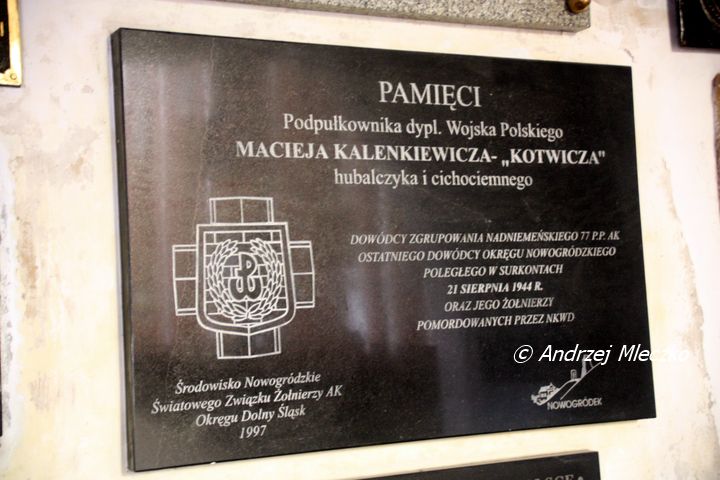 PAMIĘCI
Podpułkownika dypl. Wojska Polskiego
MACIEJA KALENKIEWICZA- „KOTWICZA"
hubalczyka i cichociemnego
DOWÓDCY ZGRUPOWANIA NADNIEMEŃSKIEGO 77 P.P. AK
OSTATNIEGO DOWÓDCY OKRĘGU NOWOGRÓDZKIEGO
POLEGŁEGO W SURKONTACH
21 SIERPNIA 1944 R.
ORAZ JEGO ŻOŁNIERZY
POMORDOWANYCH PRZEZ NKWD
Środowisko Nowogródzkie
Światowego Związku Żołnierzy AK
Okręgu Dolny Śląsk
1997
NOWOGRÓDEK
© Andrzej Mleczko